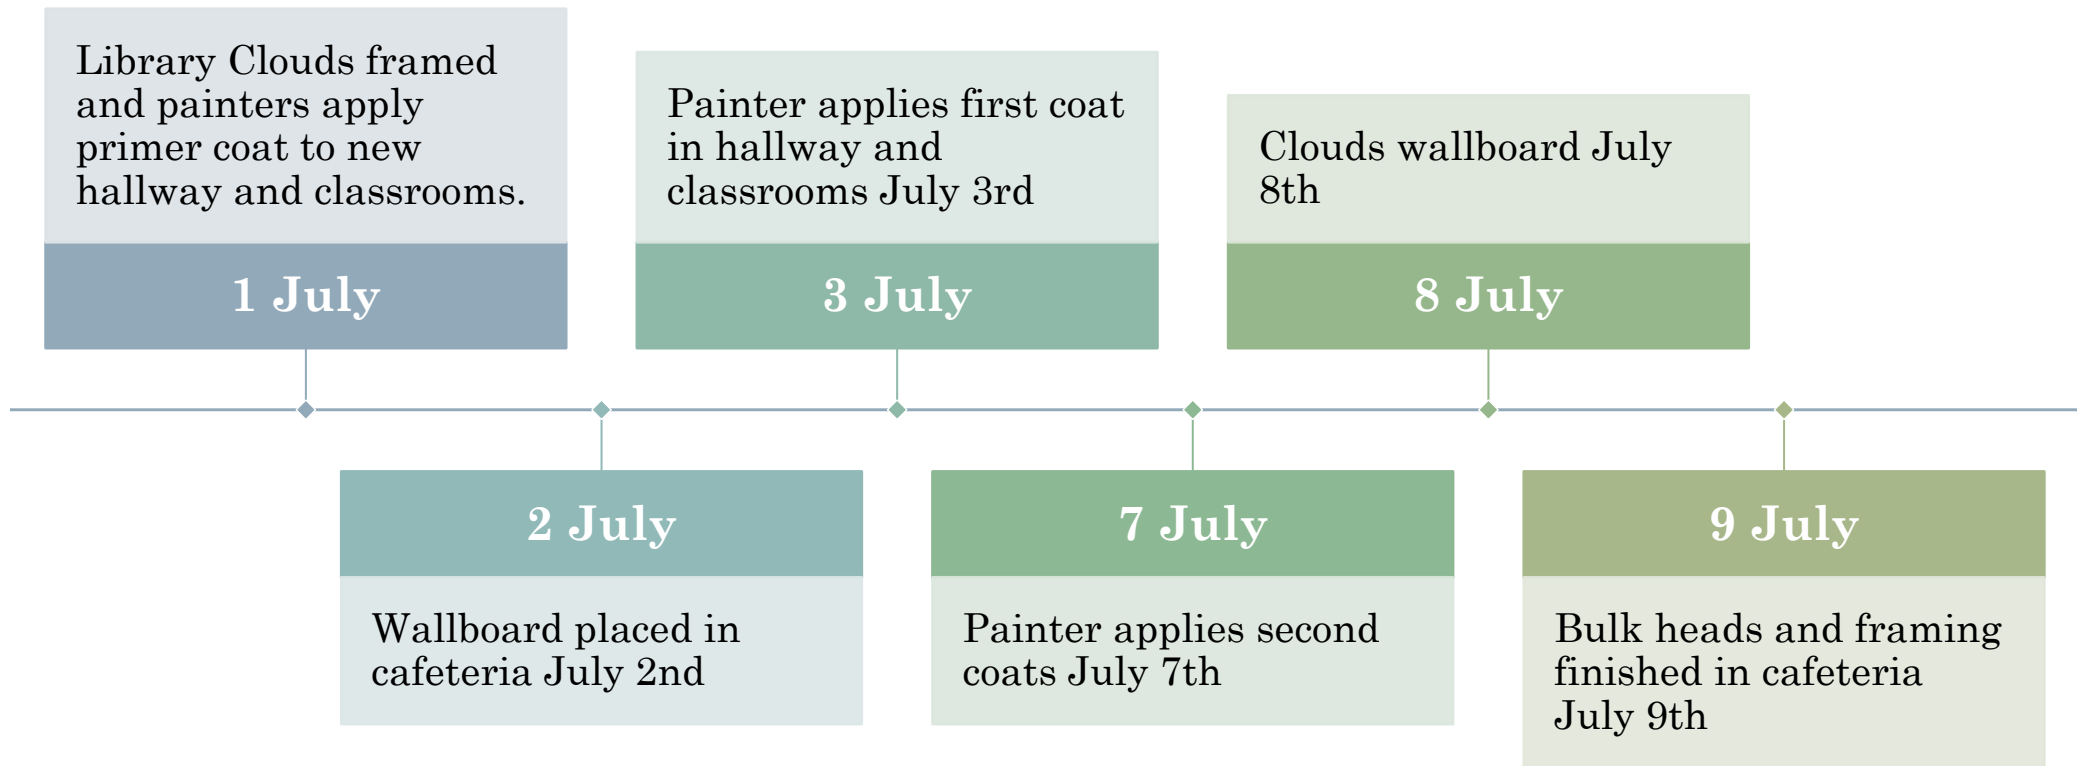 Library Clouds framed
and painters apply
primer coat to new
hallway and classrooms.
1 July
2 July
Wallboard placed in
cafeteria July 2nd
Painter applies first coat
in hallway and
classrooms July 3rd
3 July
7 July
Painter applies second
coats July 7th
Clouds wallboard July
8th
8 July
9 July
Bulk heads and framing
finished in cafeteria
July 9th